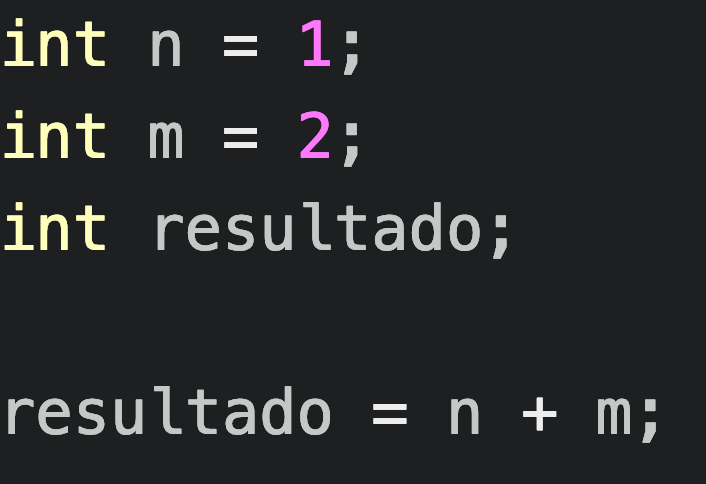 int n = 1;
int m = 2;
int resultado;
resultado = n + m;